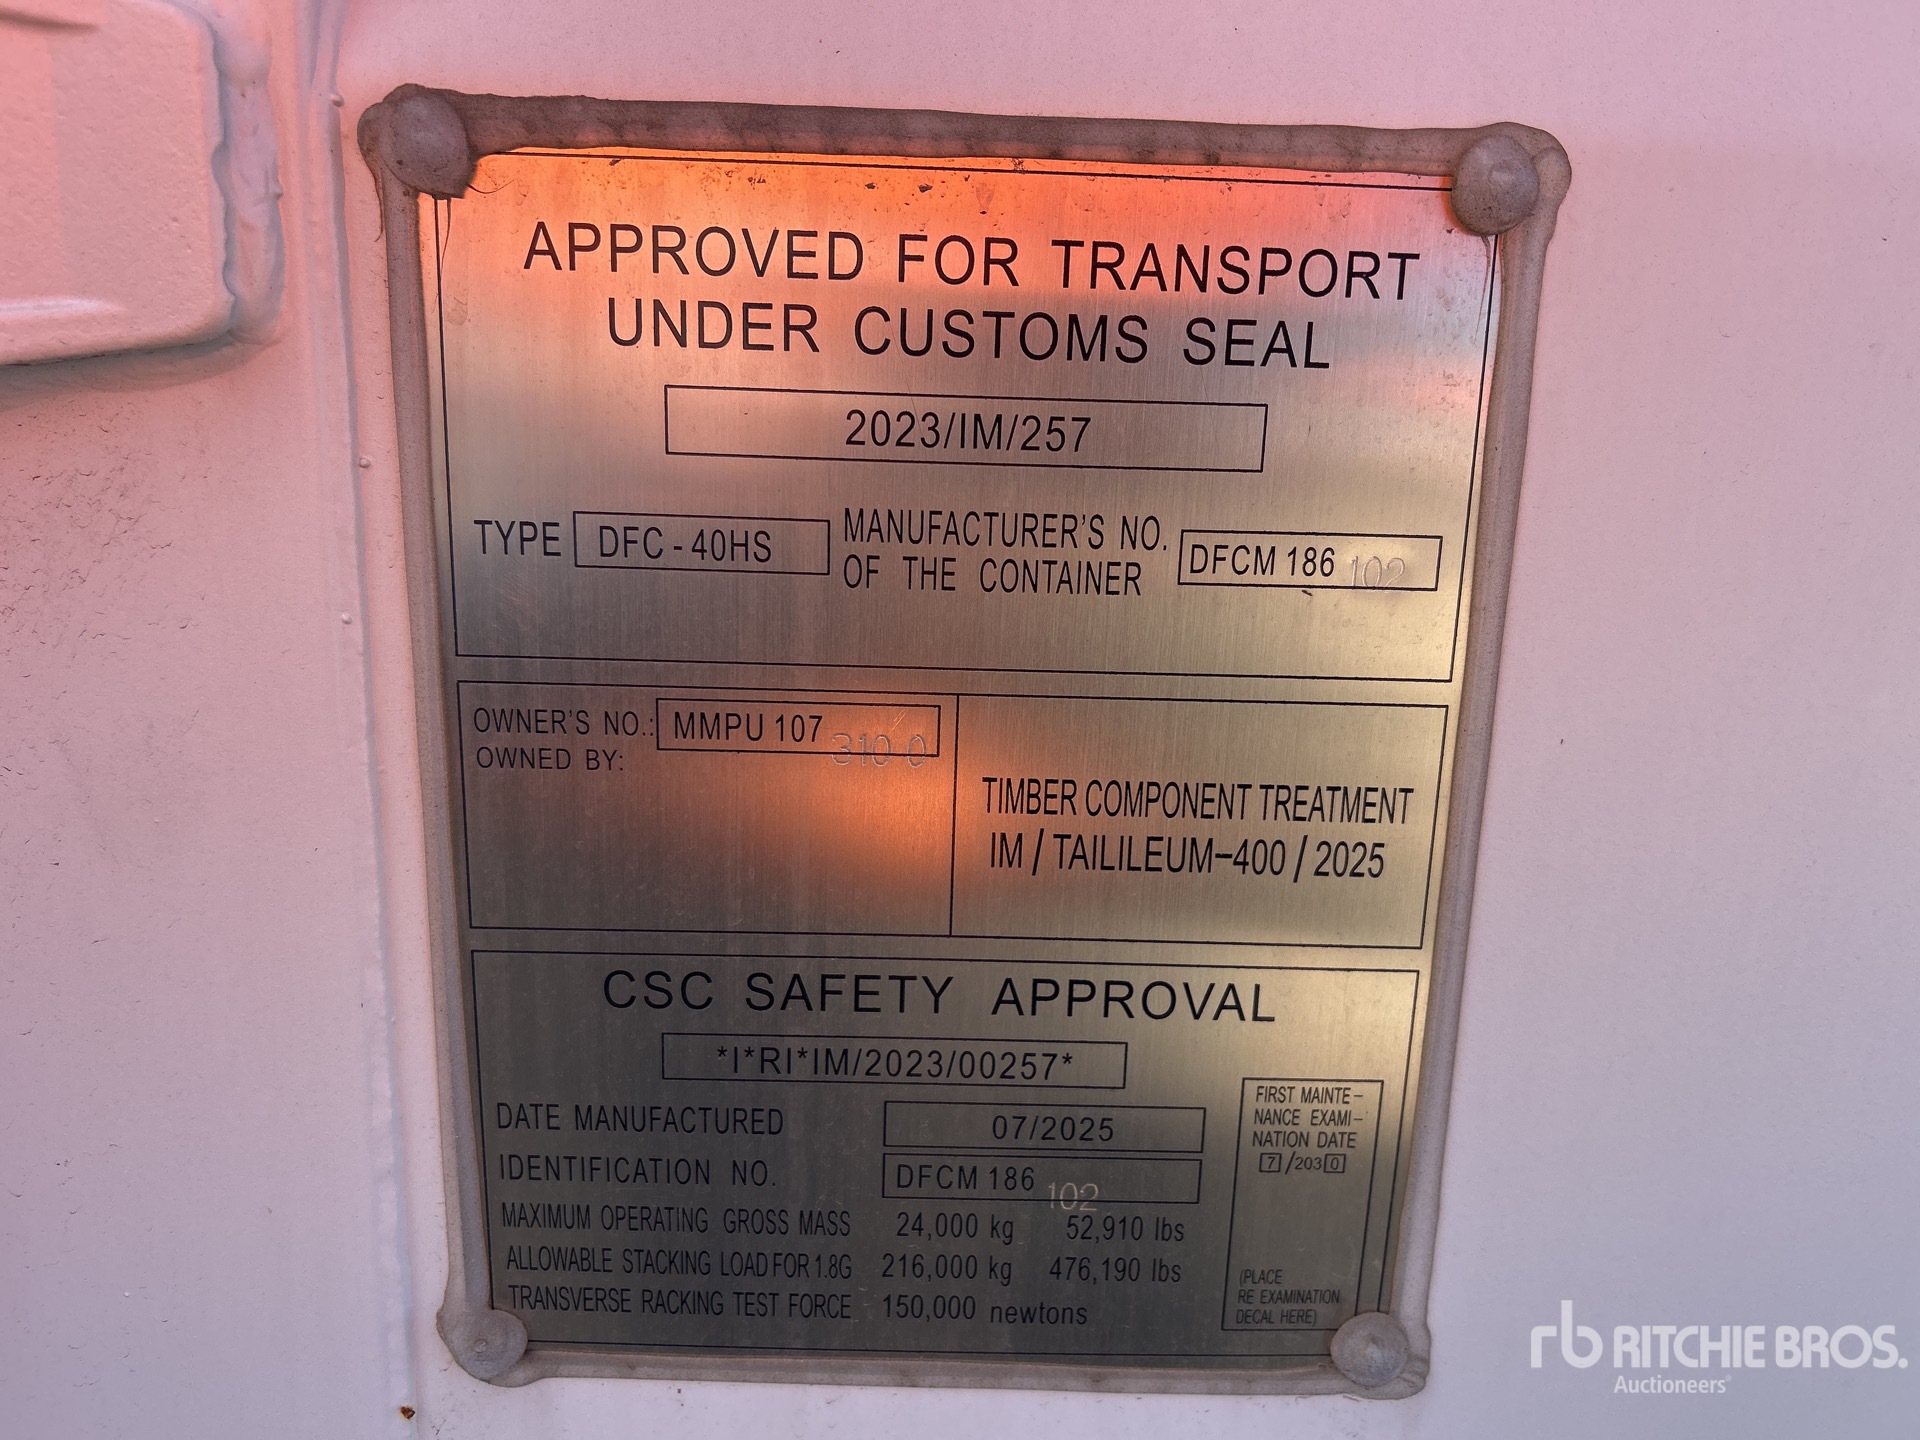 APPROVED FOR TRANSPORT
UNDER CUSTOMS SEAL
2023/IM/257
TYPE DFC-40HS MANUFACTURER'S NO. OF THE CONTAINER DFCM 186 102
OWNER'S NO.: MMPU 107 310 0
OWNED BY:
TIMBER COMPONENT TREATMENT
IM / TAILILEUM-400 / 2025
CSC SAFETY APPROVAL
*I*RI*IM/2023/00257*
DATE MANUFACTURED 07/2025
IDENTIFICATION NO. DFCM 186 102
MAXIMUM OPERATING GROSS MASS 24,000 kg 52,910 lbs
ALLOWABLE STACKING LOAD FOR 1.8G 216,000 kg 476,190 lbs
TRANSVERSE RACKING TEST FORCE 150,000 newtons
FIRST MAINTE-
NANCE EXAMI-
NATION DATE
7/2030
(PLACE
RE EXAMINATION
DECAL HERE)
rb RITCHIE BROS.
Auctioneers